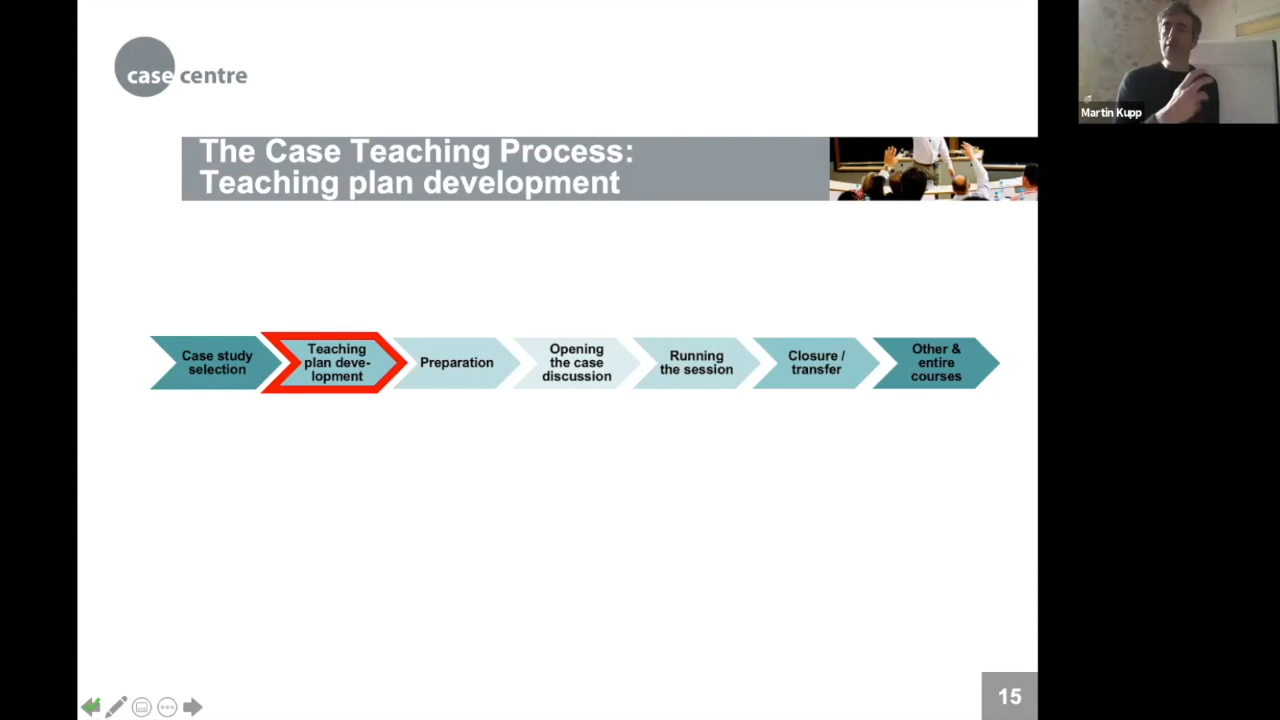 case centre
Martin Kupp
The Case Teaching Process:
Teaching plan development
Case study
selection
Teaching
plan deve-
lopment
Preparation
Opening
the case
discussion
Running
the session
Closure /
transfer
Other &
entire
courses
15